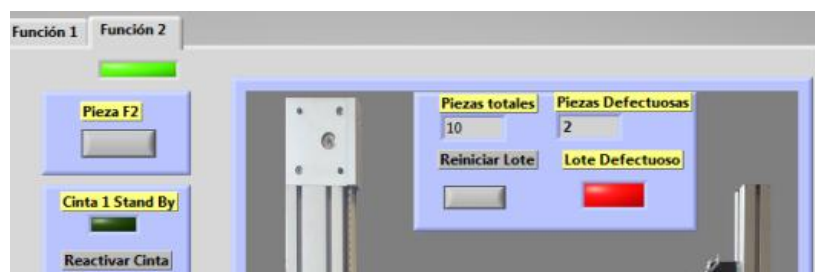 Función 1
Función 2
Pieza F2
Cinta 1 Stand By
Reactivar Cinta
Piezas totales
Piezas Defectuosas
10
2
Reiniciar Lote
Lote Defectuoso